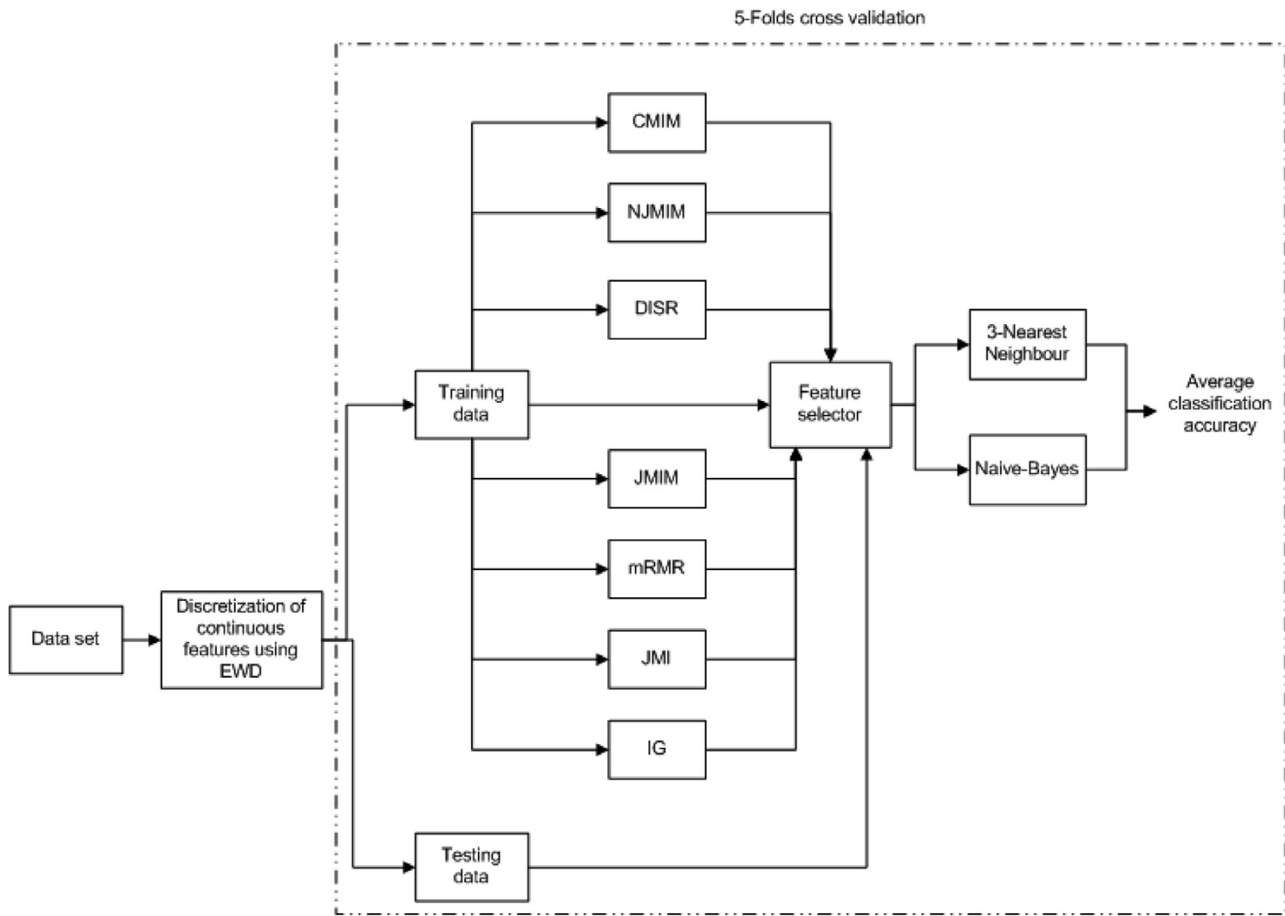 5-Folds cross validation
CMIM
NJMIM
DISR
3-Nearest
Neighbour
Training
data
Feature
selector
Average
classification
accuracy
JMIM
Naive-Bayes
mRMR
Data set
Discretization of
continuous
features using
EWD
JMI
IG
Testing
data